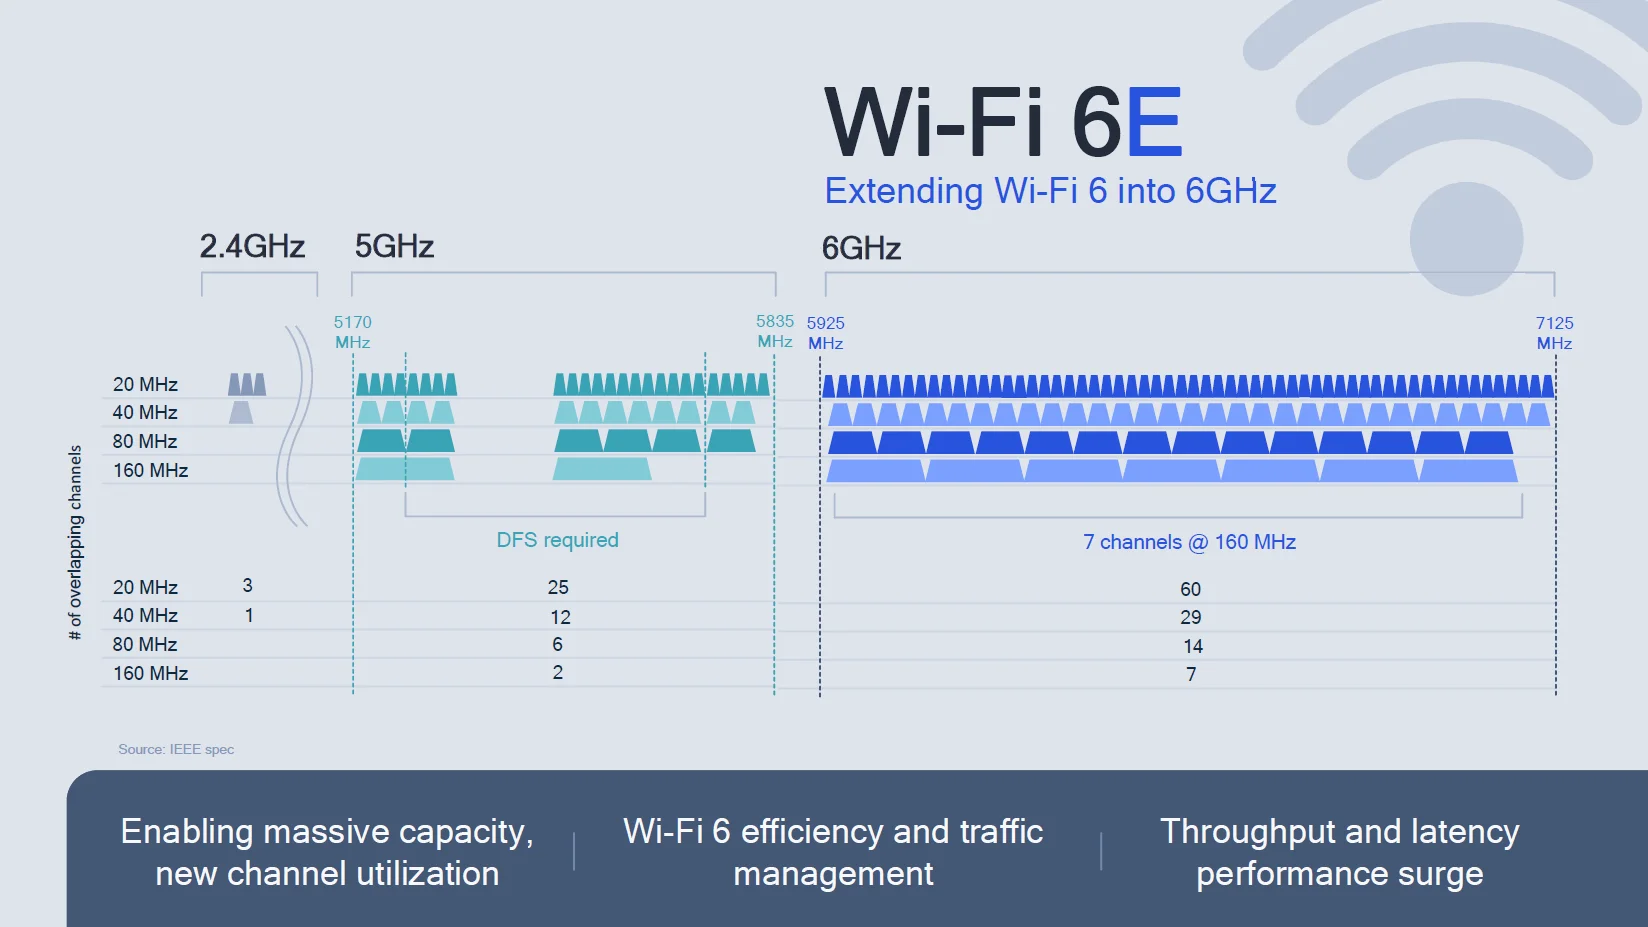 Wi-Fi 6E
Extending Wi-Fi 6 into 6GHz
2.4GHz 5GHz 6GHz
5170 MHz 5835 MHz 5925 MHz 7125 MHz
20 MHz
40 MHz
80 MHz
160 MHz
DFS required
7 channels @ 160 MHz
# of overlapping channels
20 MHz 3 25 60
40 MHz 1 12 29
80 MHz 6 14
160 MHz 2 7
Source: IEEE spec
Enabling massive capacity,
new channel utilization
Wi-Fi 6 efficiency and traffic
management
Throughput and latency
performance surge